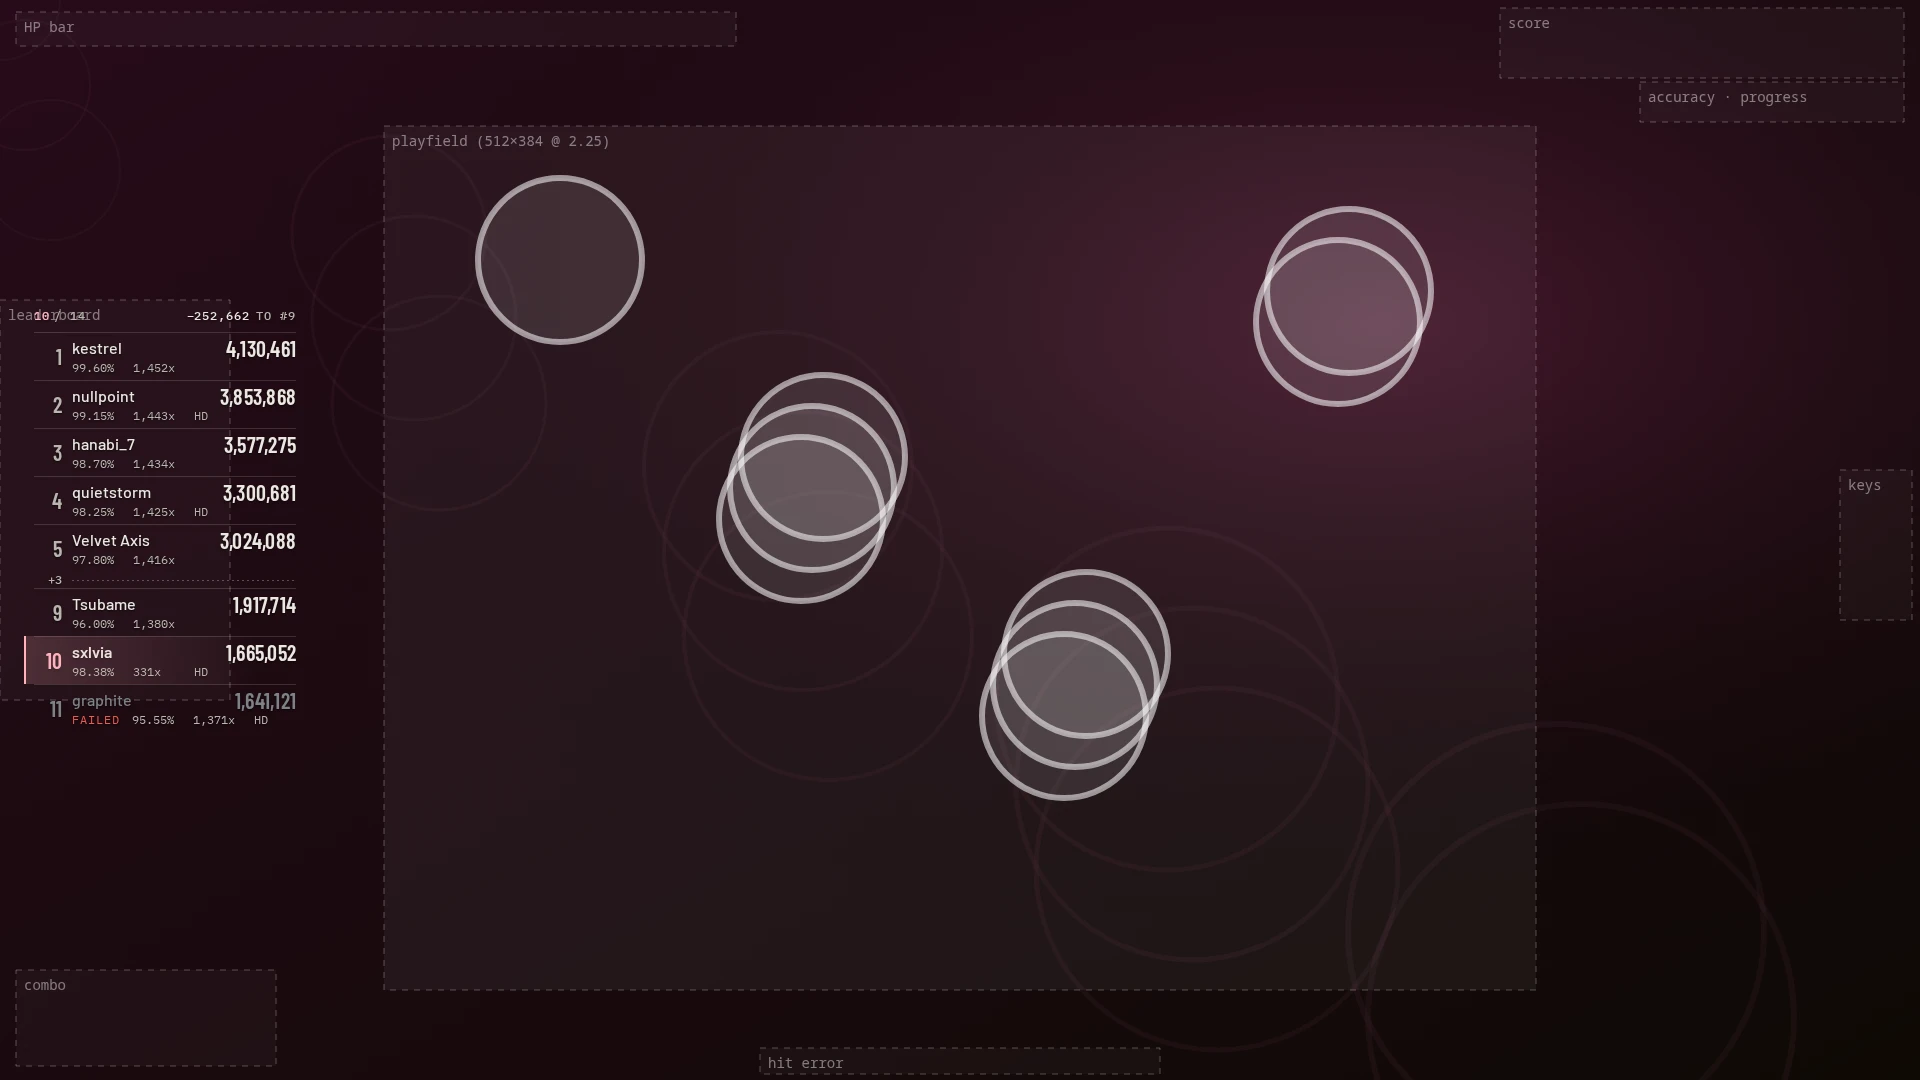 HP bar
score
accuracy · progress
playfield (512×384 @ 2.25)
leaderboard
10 / 14 −252,662 TO #9
1 kestrel 4,130,461
99.60% 1,452x
2 nullpoint 3,853,868
99.15% 1,443x HD
3 hanabi_7 3,577,275
98.70% 1,434x
4 quietstorm 3,300,681
98.25% 1,425x HD
5 Velvet Axis 3,024,088
97.80% 1,416x
+3
9 Tsubame 1,917,714
96.00% 1,380x
10 sxlvia 1,665,052
98.38% 331x HD
11 graphite 1,641,121
FAILED 95.55% 1,371x HD
keys
combo
hit error